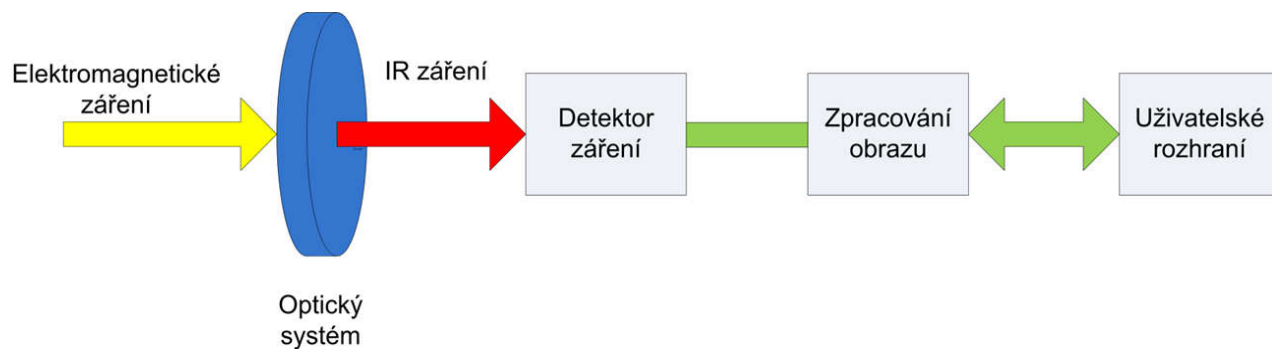 Elektromagnetické
záření
IR záření
Detektor
záření
Zpracování
obrazu
Uživatelské
rozhraní
Optický
systém